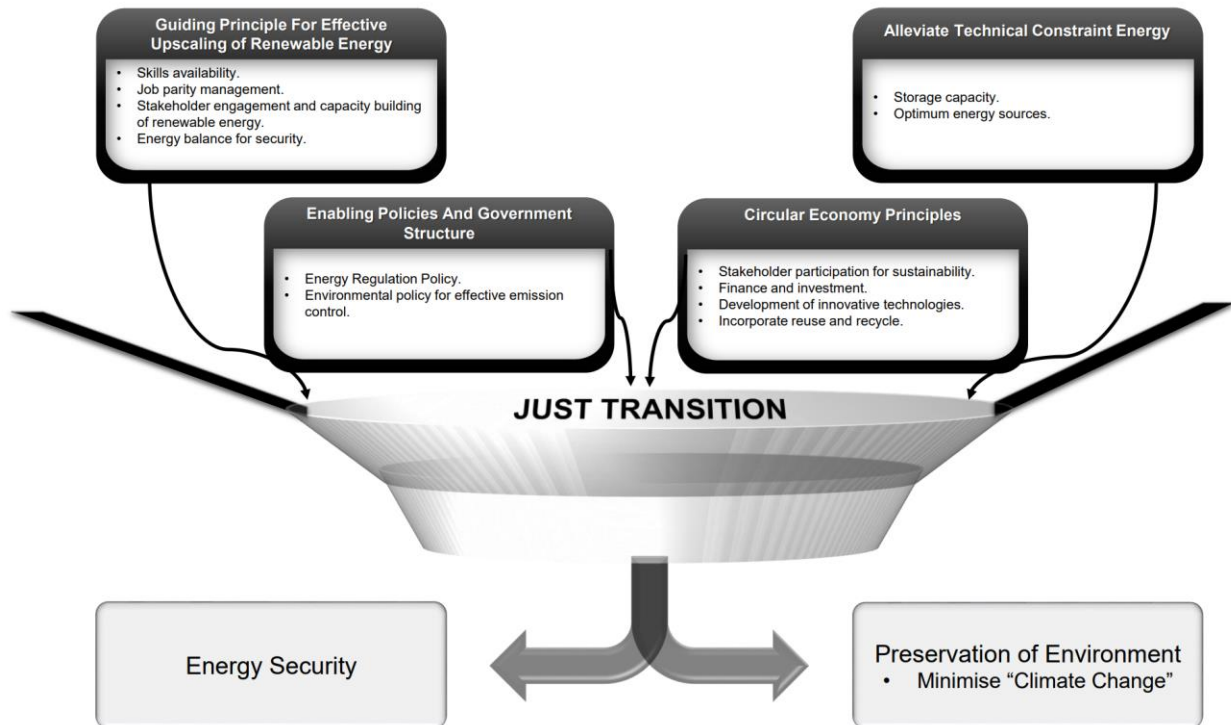 Guiding Principle For Effective
Upscaling of Renewable Energy
• Skills availability.
• Job parity management.
• Stakeholder engagement and capacity building
of renewable energy.
• Energy balance for security.
Alleviate Technical Constraint Energy
• Storage capacity.
• Optimum energy sources.
Enabling Policies And Government
Structure
• Energy Regulation Policy.
• Environmental policy for effective emission
control.
Circular Economy Principles
• Stakeholder participation for sustainability.
• Finance and investment.
• Development of innovative technologies.
• Incorporate reuse and recycle.
JUST TRANSITION
Energy Security
Preservation of Environment
• Minimise “Climate Change”